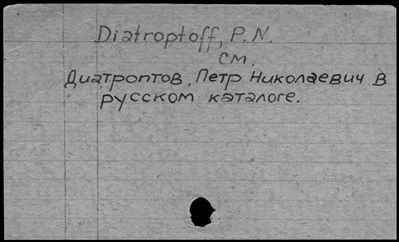 Diatroptoff, P.N.
см.
Диатроптов, Петр Николаевич в
русском каталоге.